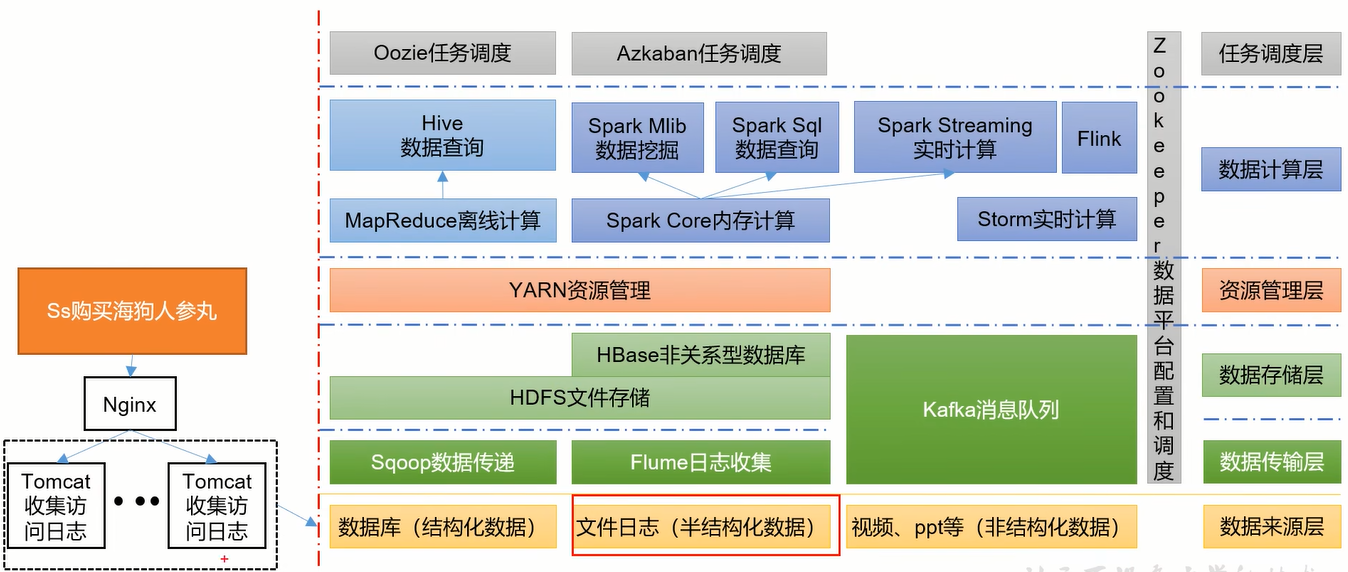 Oozie任务调度
Azkaban任务调度
任务调度层
Hive
数据查询
Spark Mlib
数据挖掘
Spark Sql
数据查询
Spark Streaming
实时计算
Flink
数据计算层
MapReduce离线计算
Spark Core内存计算
Storm实时计算
Zookeeper数据平台配置和调度
YARN资源管理
资源管理层
HBase非关系型数据库
HDFS文件存储
Kafka消息队列
数据存储层
Sqoop数据传递
Flume日志收集
数据传输层
数据库（结构化数据）
文件日志（半结构化数据）
视频、ppt等（非结构化数据）
数据来源层
Ss购买海狗人参丸
Nginx
Tomcat
收集访
问日志
Tomcat
收集访
问日志